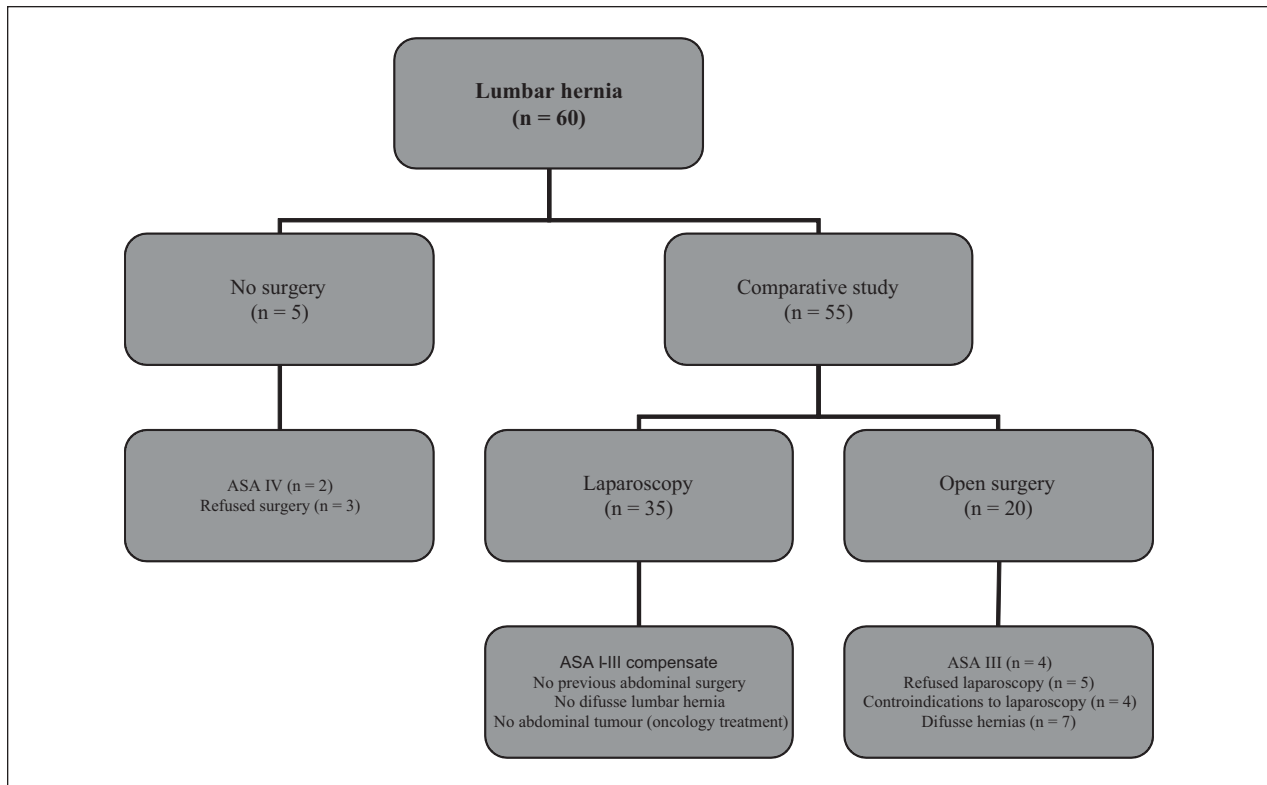 Lumbar hernia
(n = 60)
No surgery
(n = 5)
Comparative study
(n = 55)
ASA IV (n = 2)
Refused surgery (n = 3)
Laparoscopy
(n = 35)
Open surgery
(n = 20)
ASA I-III compensate
No previous abdominal surgery
No difusse lumbar hernia
No abdominal tumour (oncology treatment)
ASA III (n = 4)
Refused laparoscopy (n = 5)
Controindications to laparoscopy (n = 4)
Difusse hernias (n = 7)